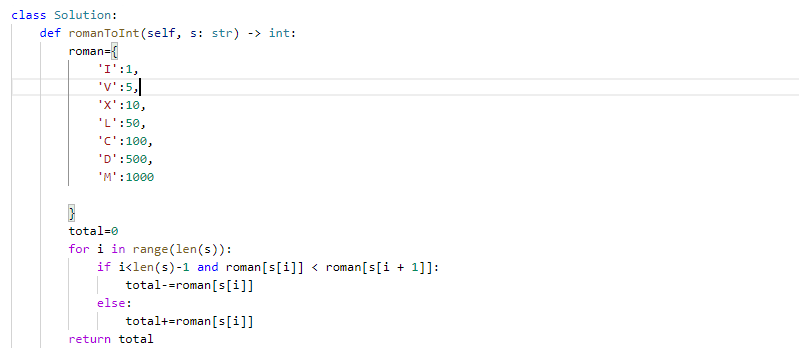 class Solution:
    def romanToInt(self, s: str) -> int:
        roman={
            'I':1,
            'V':5,
            'X':10,
            'L':50,
            'C':100,
            'D':500,
            'M':1000
        }
        total=0
        for i in range(len(s)):
            if i<len(s)-1 and roman[s[i]] < roman[s[i + 1]]:
                total-=roman[s[i]]
            else:
                total+=roman[s[i]]
        return total